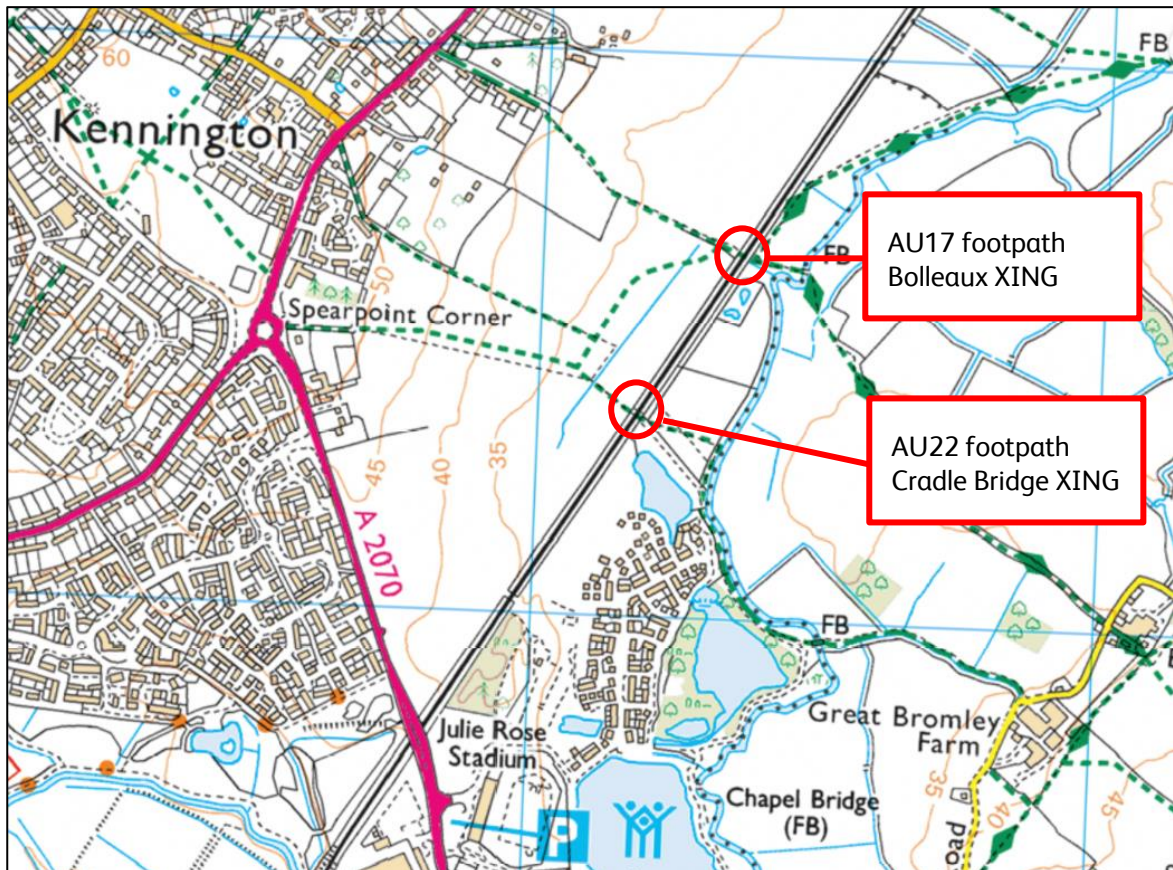 60
FB
Kennington
AU17 footpath
Bolleaux XING
FB
50
Spearpoint Corner
AU22 footpath
Cradle Bridge XING
45
40
35
A 2070
FB
Great Bromley
Farm
Julie Rose
Stadium
Chapel Bridge
(FB)
35
40
45
P